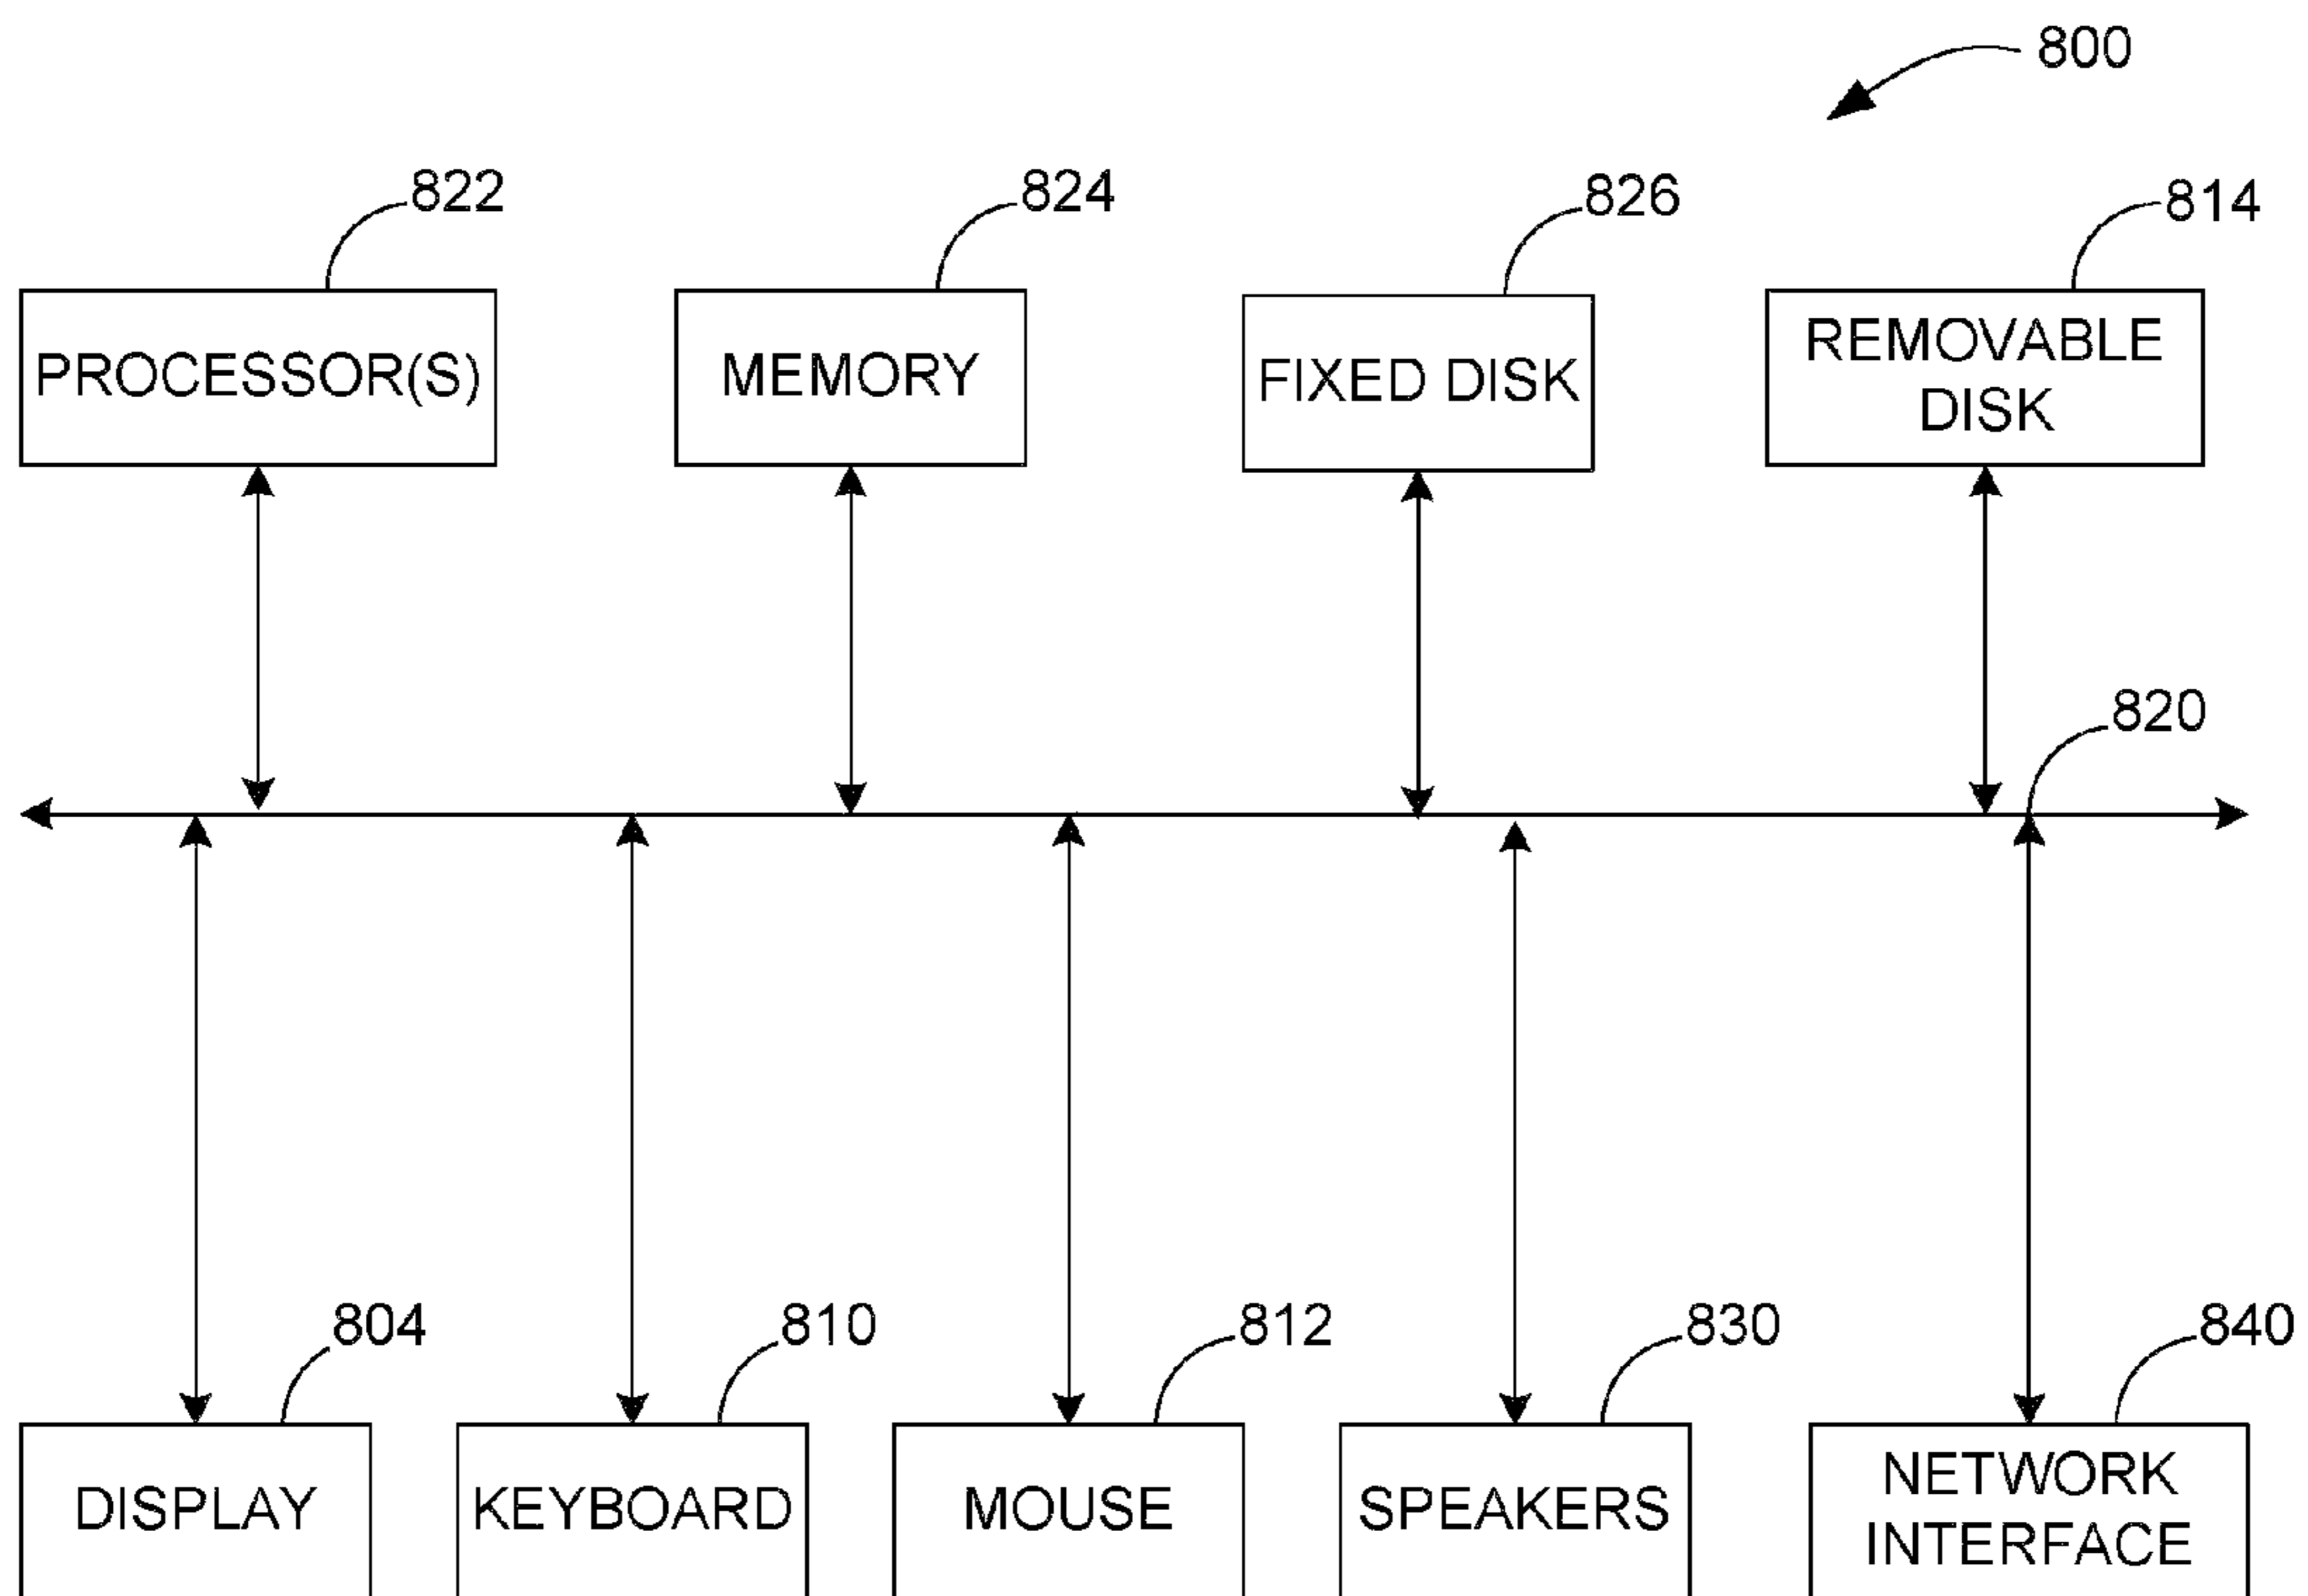 800
822
824
826
814
PROCESSOR(S)
MEMORY
FIXED DISK
REMOVABLE
DISK
820
804
810
812
830
840
DISPLAY
KEYBOARD
MOUSE
SPEAKERS
NETWORK
INTERFACE